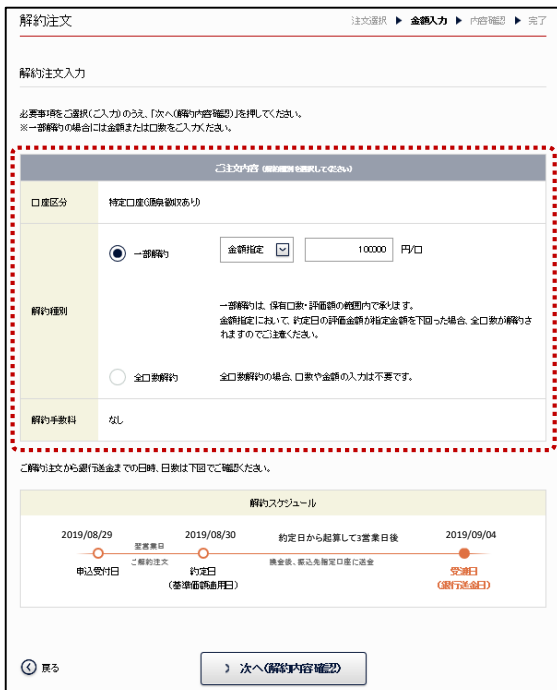 解約注文
注文選択 ▶ 金額入力 ▶ 内容確認 ▶ 完了
解約注文入力
必要事項をご選択(ご入力)のうえ、「次へ(解約内容確認)」を押してください。
※一部解約の場合には金額または口数をご入力ください。
ご注文内容 (解約種別を選択してください)
口座区分 特定口座(源泉徴収あり)
解約種別
一部解約 金額指定 100000 円/口
一部解約は、保有口数・評価額の範囲内で承ります。
金額指定において、約定日の評価金額が指定金額を下回った場合、全口数が解約さ
れますのでご注意ください。
全口数解約 全口数解約の場合、口数や金額の入力は不要です。
解約手数料 なし
ご解約注文から銀行送金までの日時、日数は下図でご確認ください。
解約スケジュール
2019/08/29 翌営業日 2019/08/30 約定日から起算して3営業日後 2019/09/04
申込受付日 ご解約注文 約定日 換金後、振込先指定口座に送金 受渡日
(基準価額適用日) (銀行送金日)
戻る
次へ(解約内容確認)